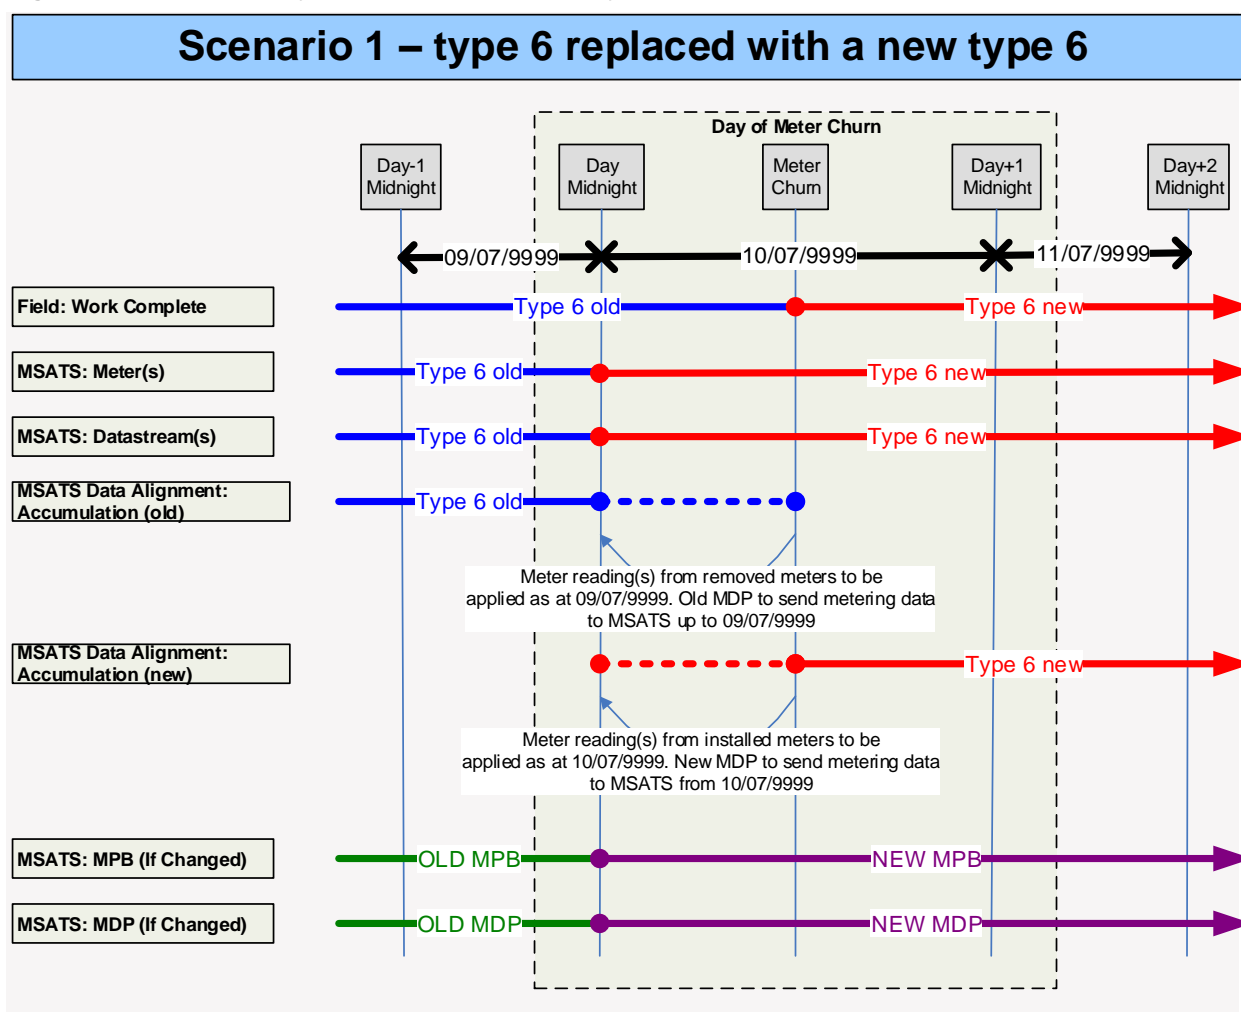 Scenario 1 – type 6 replaced with a new type 6
Day of Meter Churn
Day-1
Midnight
Day
Midnight
Meter
Churn
Day+1
Midnight
Day+2
Midnight
09/07/9999
10/07/9999
11/07/9999
Field: Work Complete
Type 6 old
Type 6 new
MSATS: Meter(s)
Type 6 old
Type 6 new
MSATS: Datastream(s)
Type 6 old
Type 6 new
MSATS Data Alignment:
Accumulation (old)
Type 6 old
Meter reading(s) from removed meters to be
applied as at 09/07/9999. Old MDP to send metering data
to MSATS up to 09/07/9999
MSATS Data Alignment:
Accumulation (new)
Type 6 new
Meter reading(s) from installed meters to be
applied as at 10/07/9999. New MDP to send metering data
to MSATS from 10/07/9999
MSATS: MPB (If Changed)
OLD MPB
NEW MPB
MSATS: MDP (If Changed)
OLD MDP
NEW MDP